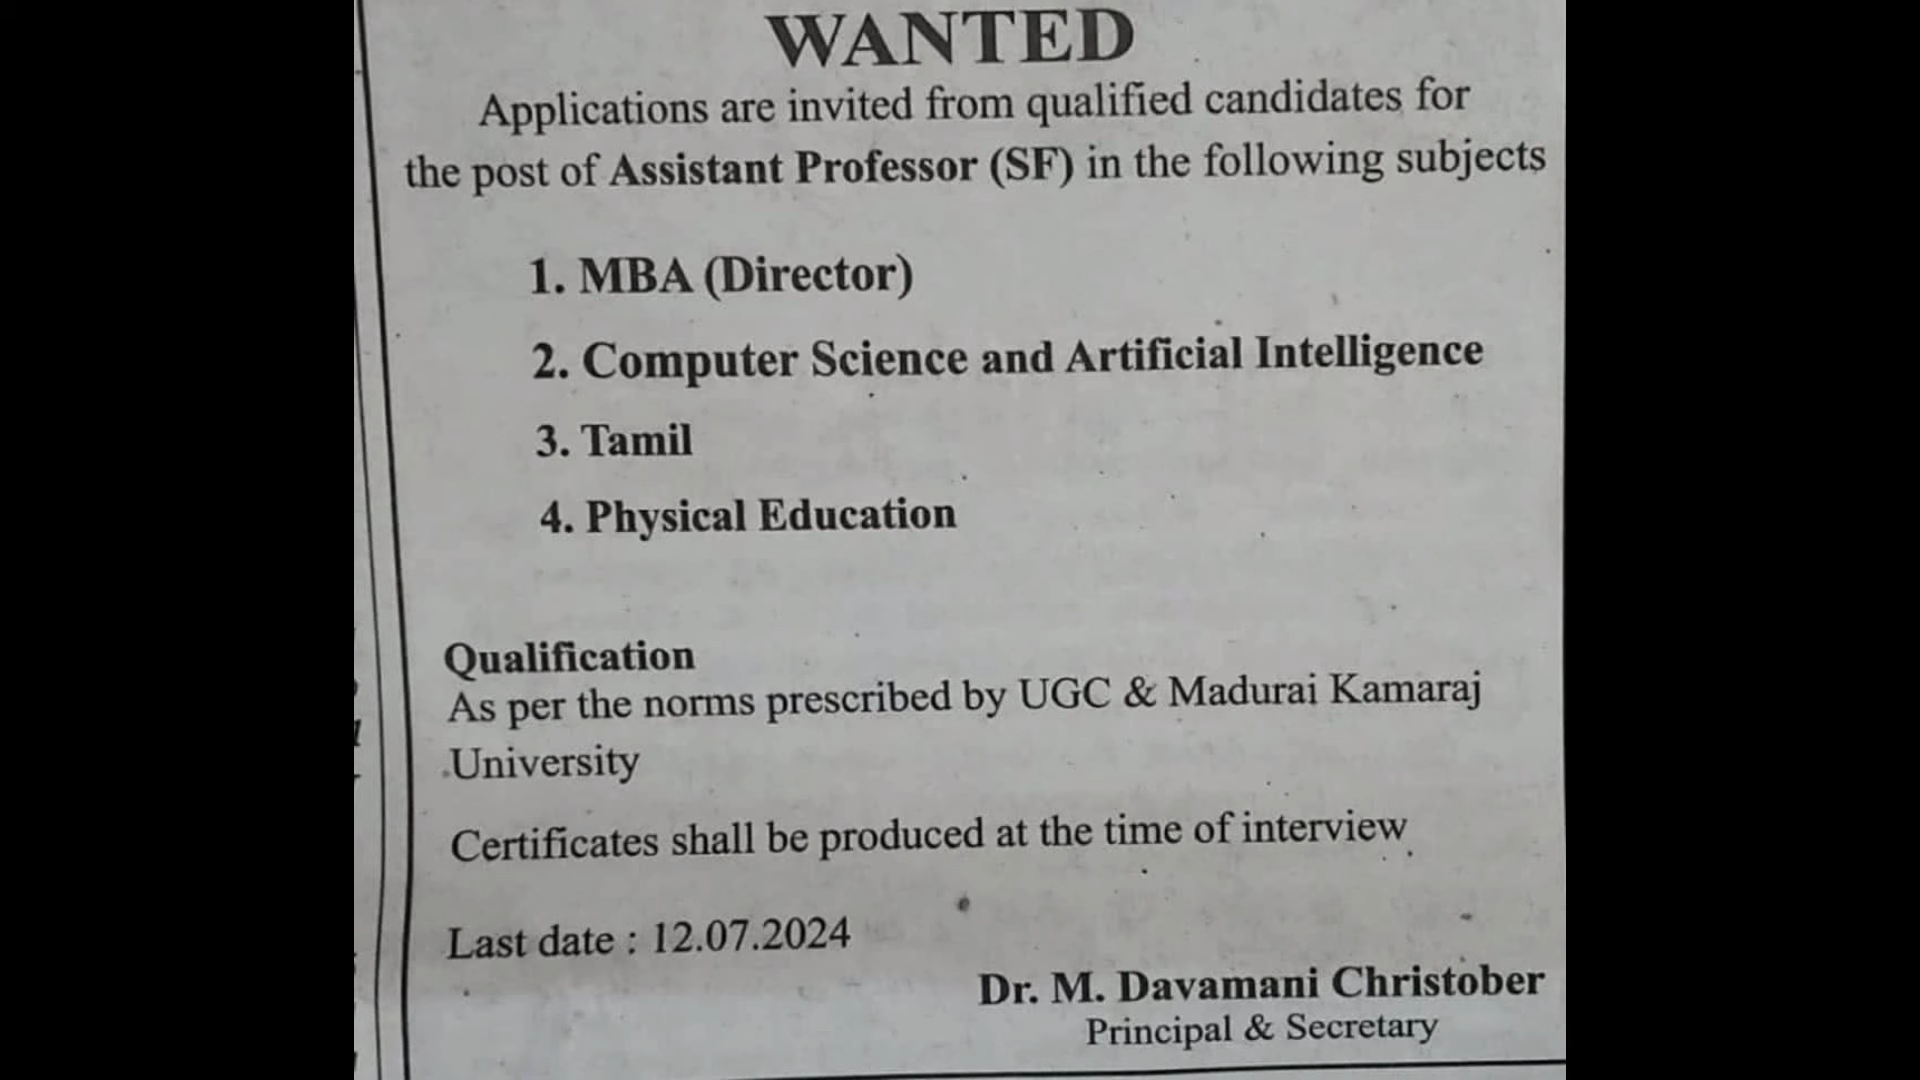 WANTED
Applications are invited from qualified candidates for
the post of Assistant Professor (SF) in the following subjects
1. MBA (Director)
2. Computer Science and Artificial Intelligence
3. Tamil
4. Physical Education
Qualification
As per the norms prescribed by UGC & Madurai Kamaraj
University
Certificates shall be produced at the time of interview
Last date : 12.07.2024
Dr. M. Davamani Christober
Principal & Secretary